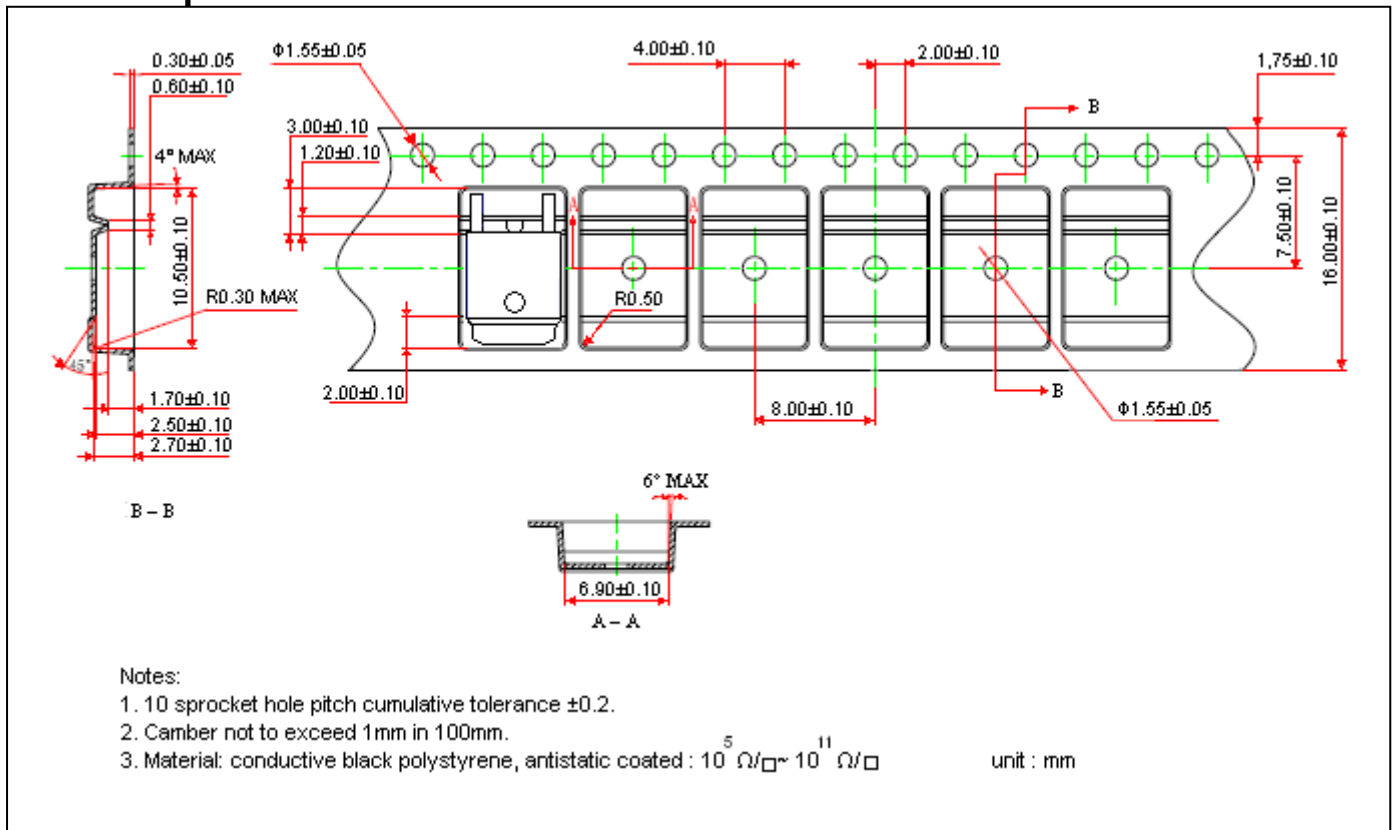 0.30±0.05
Φ1.55±0.05
4.00±0.10
2.00±0.10
1,75±0.10
0.60±0.10
B
3.00±0.10
1.20±0.10
4° MAX
A
A
10.50±0.10
7.50±0.10
16.00±0.10
R0.30 MAX
R0.50
45°
2.00±0.10
1.70±0.10
B
8.00±0.10
Φ1.55±0.05
2.50±0.10
2.70±0.10
6° MAX
B – B
6.90±0.10
A – A
Notes:
1. 10 sprocket hole pitch cumulative tolerance ±0.2.
2. Camber not to exceed 1mm in 100mm.
3. Material: conductive black polystyrene, antistatic coated : 10⁵ Ω/□~ 10¹¹ Ω/□ unit : mm